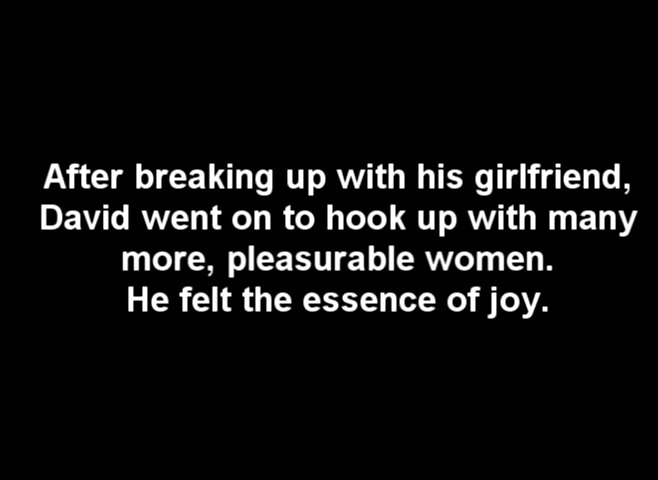 After breaking up with his girlfriend,
David went on to hook up with many
more, pleasurable women.
He felt the essence of joy.